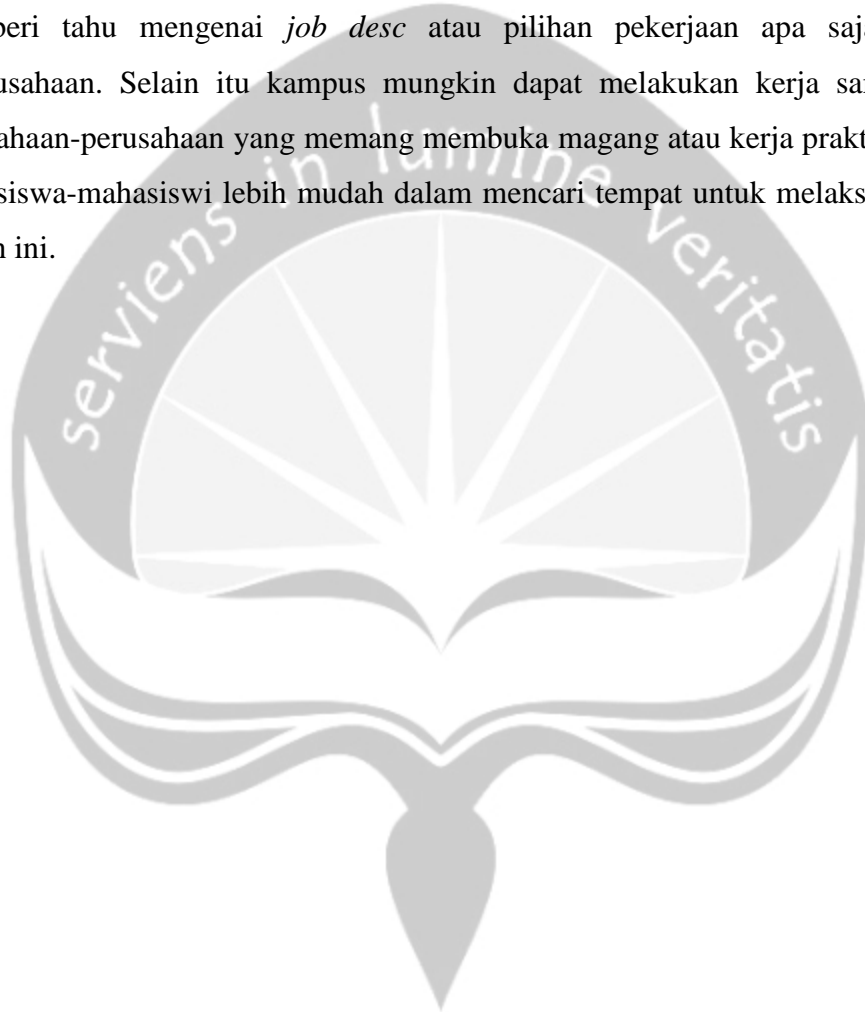 beri tahu mengenai job desc atau pilihan pekerjaan apa saja
usahaan. Selain itu kampus mungkin dapat melakukan kerja sa
ahaan-perusahaan yang memang membuka magang atau kerja prakt
siswa-mahasiswi lebih mudah dalam mencari tempat untuk melaks
n ini.
serviens in lumine veritatis